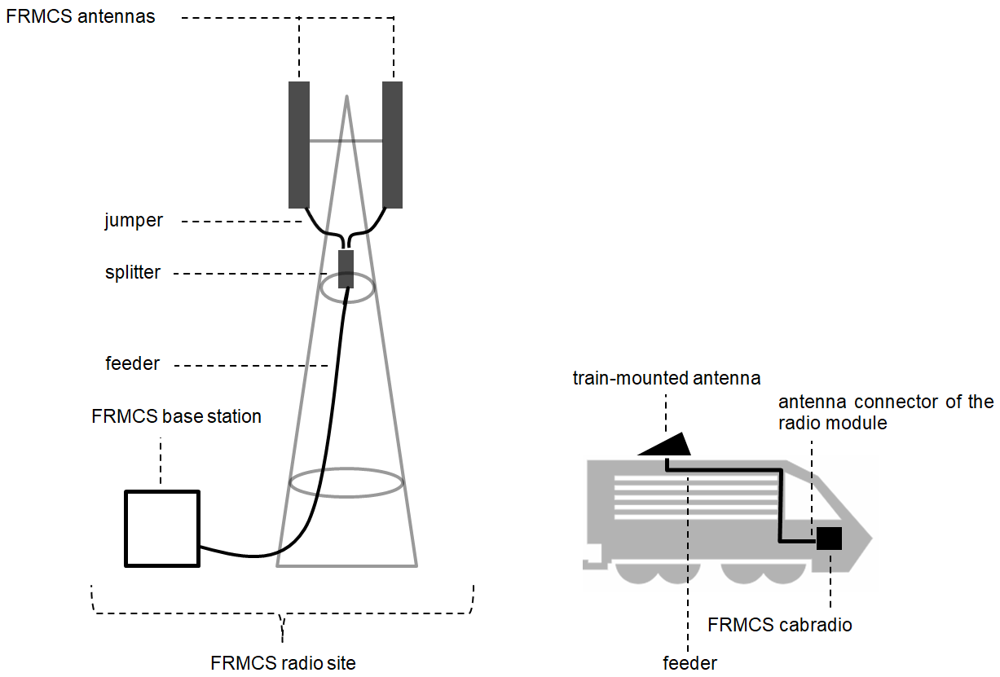 FRMCS antennas
jumper
splitter
feeder
FRMCS base station
FRMCS radio site
train-mounted antenna
antenna connector of the
radio module
FRMCS cabradio
feeder